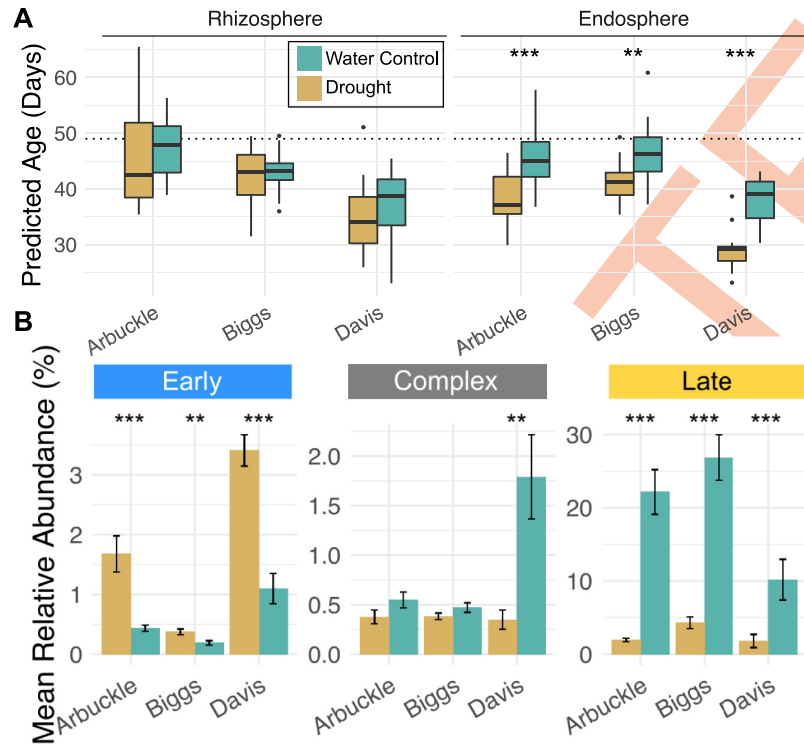 A
Rhizosphere
Endosphere
Predicted Age (Days)
60
50
40
30
Water Control
Drought
***
**
***
Arbuckle
Biggs
Davis
Arbuckle
Biggs
Davis
B
Mean Relative Abundance (%)
Early
Complex
Late
***
**
***
3
2
1
0
Arbuckle
Biggs
Davis
**
2.0
1.5
1.0
0.5
0.0
Arbuckle
Biggs
Davis
***
***
***
30
20
10
0
Arbuckle
Biggs
Davis